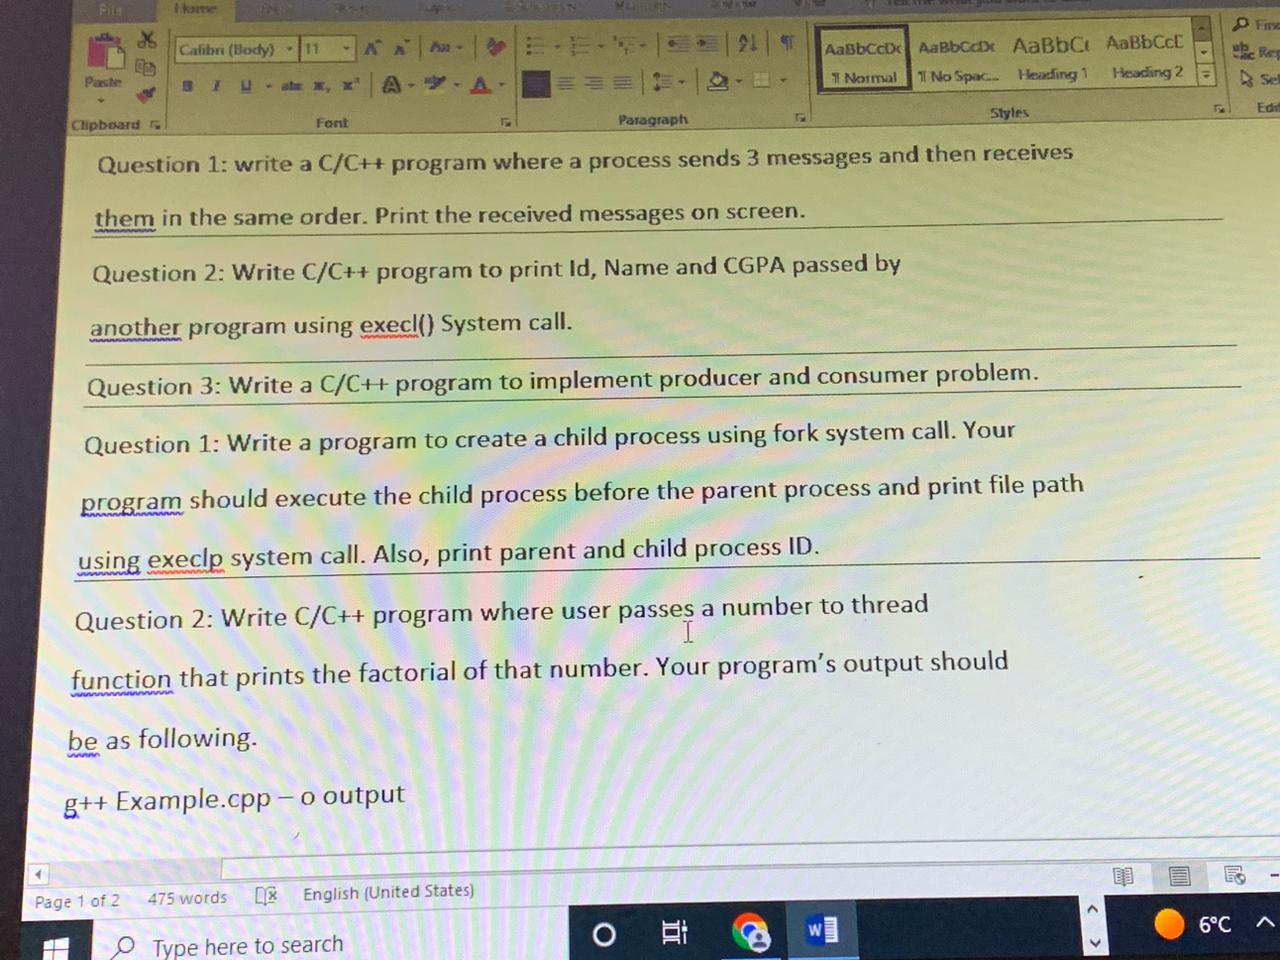 File Home
Calibri (Body) 11 A A Aa AaBbCcDc AaBbCcDc AaBbCc AaBbCcD
Paste B I U abc x, x² A A ¶ Normal ¶ No Spac... Heading 1 Heading 2
Clipboard Font Paragraph Styles
Question 1: write a C/C++ program where a process sends 3 messages and then receives
them in the same order. Print the received messages on screen.
Question 2: Write C/C++ program to print Id, Name and CGPA passed by
another program using execl() System call.
Question 3: Write a C/C++ program to implement producer and consumer problem.
Question 1: Write a program to create a child process using fork system call. Your
program should execute the child process before the parent process and print file path
using execlp system call. Also, print parent and child process ID.
Question 2: Write C/C++ program where user passes a number to thread
function that prints the factorial of that number. Your program's output should
be as following.
g++ Example.cpp – o output
Page 1 of 2 475 words English (United States)
Type here to search 6°C